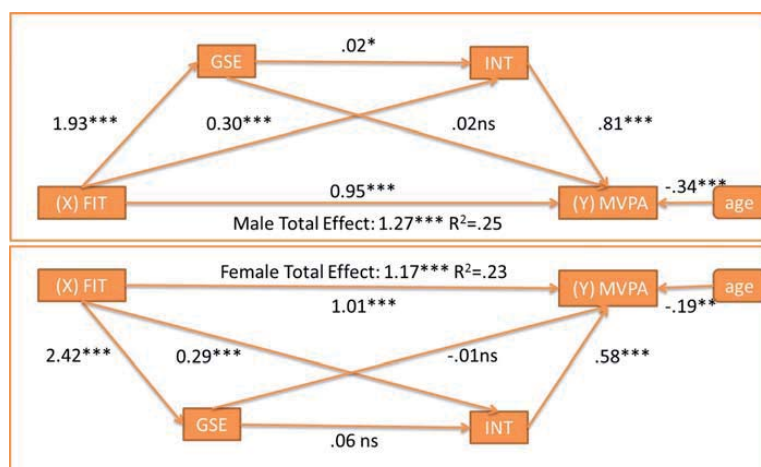 .02*
GSE
INT
1.93***
0.30***
.02ns
.81***
0.95***
-.34***
(X) FIT
(Y) MVPA
age
Male Total Effect: 1.27*** R²=.25
Female Total Effect: 1.17*** R²=.23
(X) FIT
(Y) MVPA
age
1.01***
-.19**
2.42***
0.29***
-.01ns
.58***
GSE
INT
.06 ns